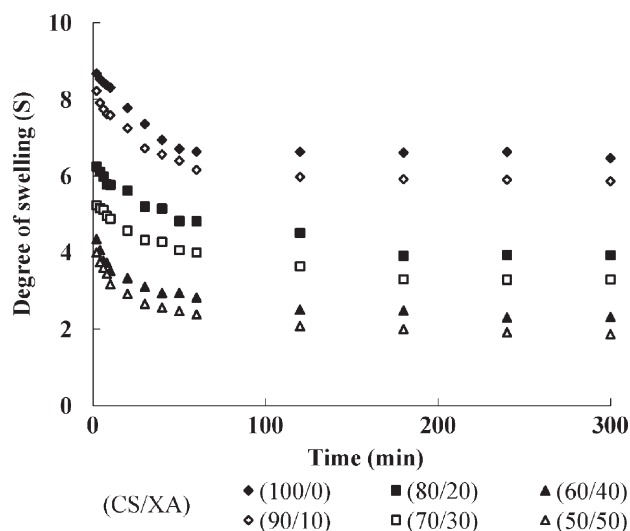 10
8
6
4
2
0
Degree of swelling (S)
0 100 200 300
Time (min)
(CS/XA) (100/0) (80/20) (60/40)
(90/10) (70/30) (50/50)